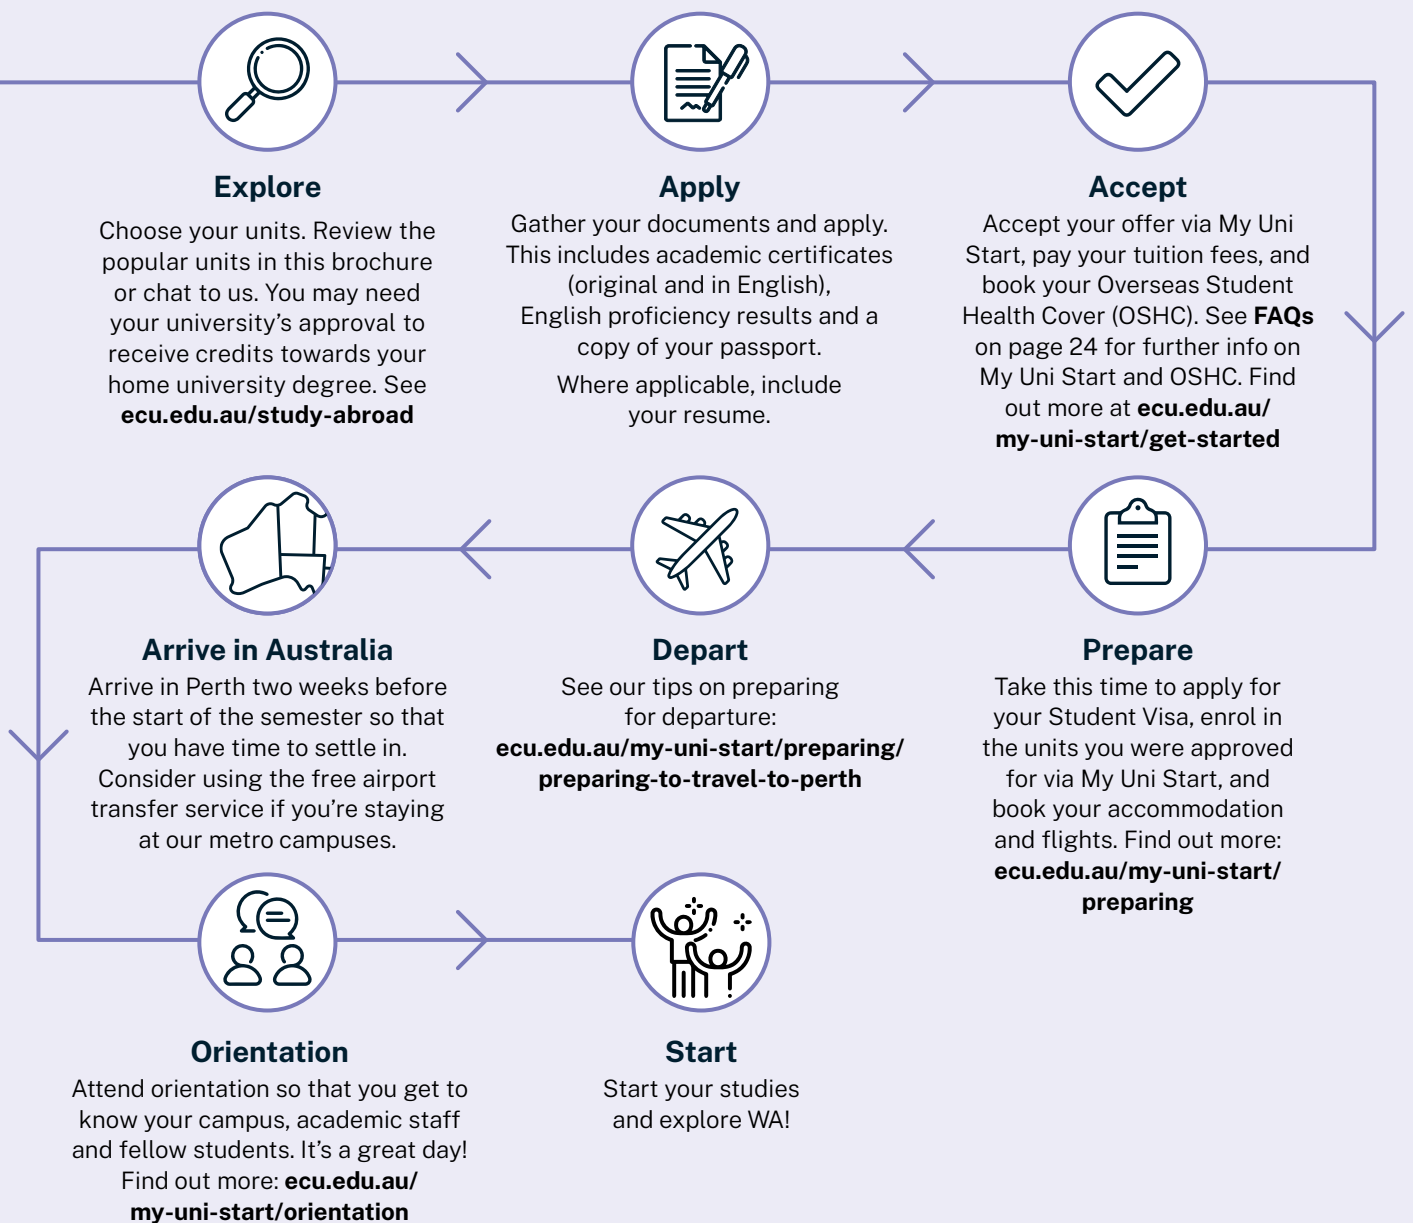 Explore
Choose your units. Review the
popular units in this brochure
or chat to us. You may need
your university's approval to
receive credits towards your
home university degree. See
ecu.edu.au/study-abroad
Apply
Gather your documents and apply.
This includes academic certificates
(original and in English),
English proficiency results and a
copy of your passport.
Where applicable, include
your resume.
Accept
Accept your offer via My Uni
Start, pay your tuition fees, and
book your Overseas Student
Health Cover (OSHC). See FAQs
on page 24 for further info on
My Uni Start and OSHC. Find
out more at ecu.edu.au/
my-uni-start/get-started
Prepare
Take this time to apply for
your Student Visa, enrol in
the units you were approved
for via My Uni Start, and
book your accommodation
and flights. Find out more:
ecu.edu.au/my-uni-start/
preparing
Depart
See our tips on preparing
for departure:
ecu.edu.au/my-uni-start/preparing/
preparing-to-travel-to-perth
Arrive in Australia
Arrive in Perth two weeks before
the start of the semester so that
you have time to settle in.
Consider using the free airport
transfer service if you're staying
at our metro campuses.
Orientation
Attend orientation so that you get to
know your campus, academic staff
and fellow students. It's a great day!
Find out more: ecu.edu.au/
my-uni-start/orientation
Start
Start your studies
and explore WA!